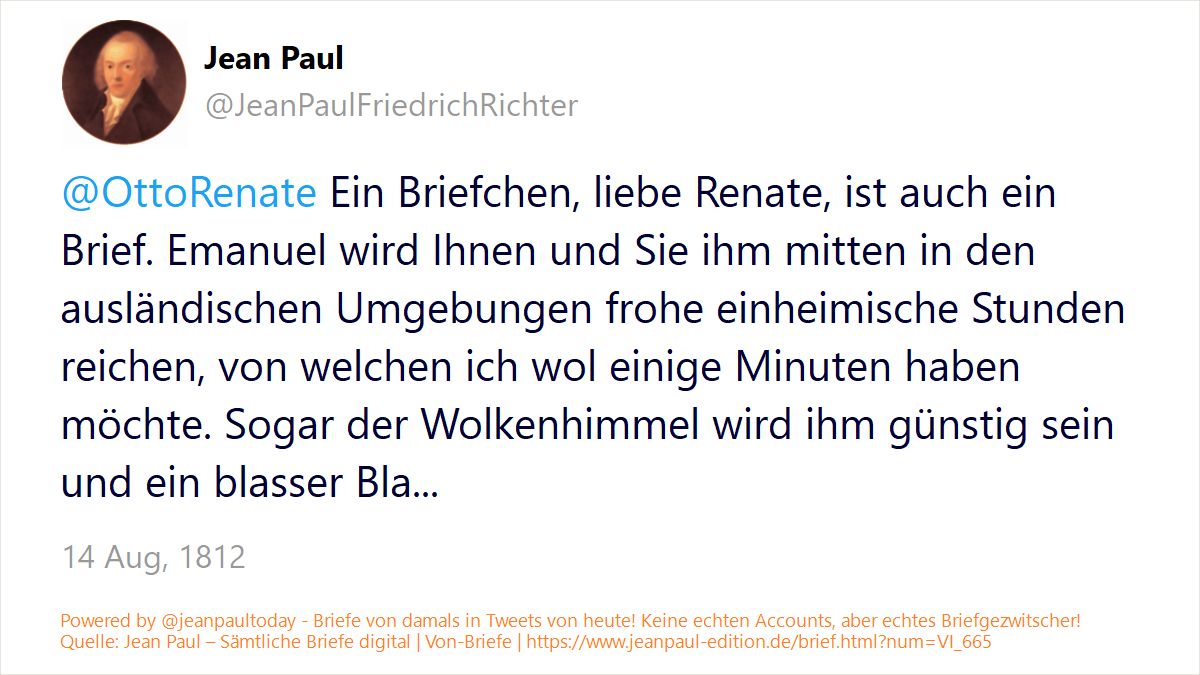 Jean Paul
@JeanPaulFriedrichRichter
@OttoRenate Ein Briefchen, liebe Renate, ist auch ein
Brief. Emanuel wird Ihnen und Sie ihm mitten in den
ausländischen Umgebungen frohe einheimische Stunden
reichen, von welchen ich wol einige Minuten haben
möchte. Sogar der Wolkenhimmel wird ihm günstig sein
und ein blasser Bla...
14 Aug, 1812
Powered by @jeanpaultoday - Briefe von damals in Tweets von heute! Keine echten Accounts, aber echtes Briefgezwitscher!
Quelle: Jean Paul – Sämtliche Briefe digital | Von-Briefe | https://www.jeanpaul-edition.de/brief.html?num=VI_665